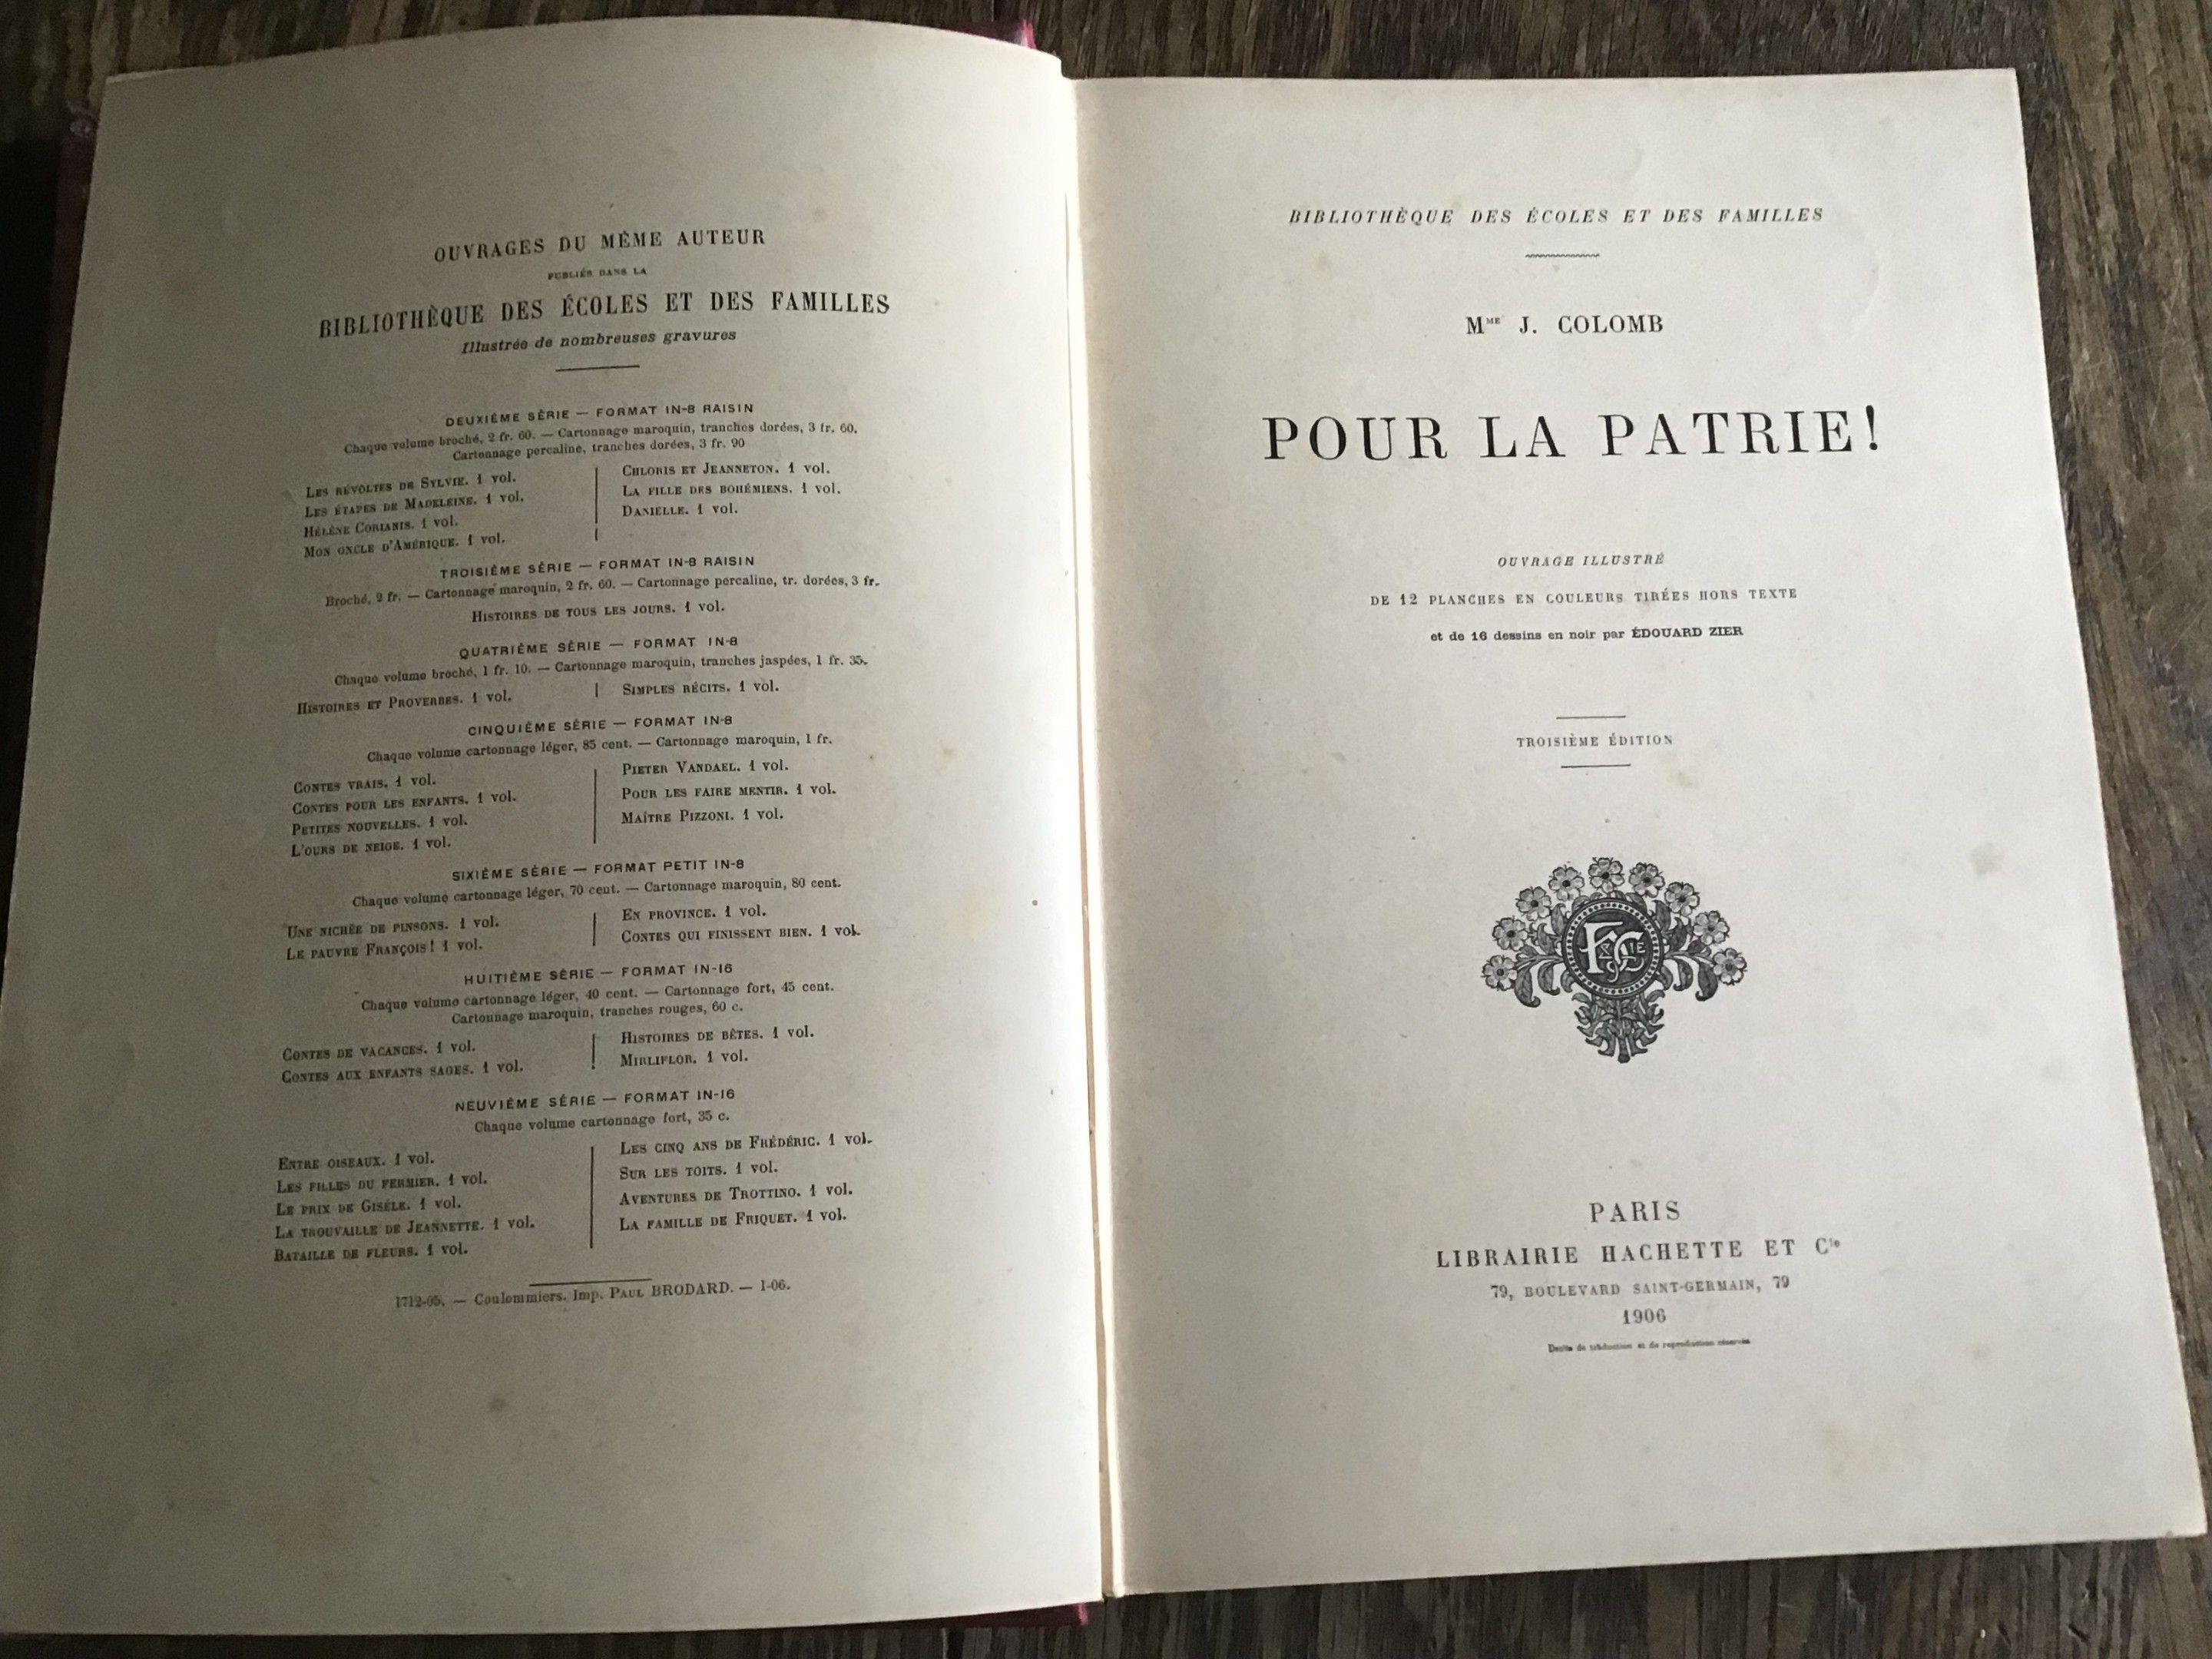 OUVRAGES DU MÊME AUTEUR
PUBLIÉS DANS LA
BIBLIOTHÈQUE DES ÉCOLES ET DES FAMILLES
Illustrée de nombreuses gravures
DEUXIÈME SÉRIE — FORMAT IN-8 RAISIN
Chaque volume broché, 2 fr. 60. — Cartonnage maroquin, tranches dorées, 3 fr. 60.
Cartonnage percaline, tranches dorées, 3 fr. 90
LES RÉVOLTES DE SYLVIE. 1 vol.
LES ÉTAPES DE MADELEINE. 1 vol.
HÉLÈNE CORIANIS. 1 vol.
MON ONCLE D'AMÉRIQUE. 1 vol.
CHLORIS ET JEANNETON. 1 vol.
LA FILLE DES BOHÉMIENS. 1 vol.
DANIELLE. 1 vol.
TROISIÈME SÉRIE — FORMAT IN-8 RAISIN
Broché, 2 fr. — Cartonnage maroquin, 2 fr. 60. — Cartonnage percaline, tr. dorées, 3 fr.
HISTOIRES DE TOUS LES JOURS. 1 vol.
QUATRIÈME SÉRIE — FORMAT IN-8
Chaque volume broché, 1 fr. 10. — Cartonnage maroquin, tranches jaspées, 1 fr. 35.
HISTOIRES ET PROVERBES. 1 vol.
SIMPLES RÉCITS. 1 vol.
CINQUIÈME SÉRIE — FORMAT IN-8
Chaque volume cartonnage léger, 85 cent. — Cartonnage maroquin, 1 fr.
CONTES VRAIS. 1 vol.
CONTES POUR LES ENFANTS. 1 vol.
PETITES NOUVELLES. 1 vol.
L'OURS DE NEIGE. 1 vol.
PIETER VANDAEL. 1 vol.
POUR LES FAIRE MENTIR. 1 vol.
MAÎTRE PIZZONI. 1 vol.
SIXIÈME SÉRIE — FORMAT PETIT IN-8
Chaque volume cartonnage léger, 70 cent. — Cartonnage maroquin, 80 cent.
UNE NICHÉE DE PINSONS. 1 vol.
LE PAUVRE FRANÇOIS! 1 vol.
EN PROVINCE. 1 vol.
CONTES QUI FINISSENT BIEN. 1 vol.
HUITIÈME SÉRIE — FORMAT IN-16
Chaque volume cartonnage léger, 40 cent. — Cartonnage fort, 45 cent.
Cartonnage maroquin, tranches rouges, 60 c.
CONTES DE VACANCES. 1 vol.
CONTES AUX ENFANTS SAGES. 1 vol.
HISTOIRES DE BÊTES. 1 vol.
MIRLIFLOR. 1 vol.
NEUVIÈME SÉRIE — FORMAT IN-16
Chaque volume cartonnage fort, 35 c.
ENTRE OISEAUX. 1 vol.
LES FILLES DU FERMIER. 1 vol.
LE PRIX DE GISÈLE. 1 vol.
LA TROUVAILLE DE JEANNETTE. 1 vol.
BATAILLE DE FLEURS. 1 vol.
LES CINQ ANS DE FRÉDÉRIC. 1 vol.
SUR LES TOITS. 1 vol.
AVENTURES DE TROTTINO. 1 vol.
LA FAMILLE DE FRIQUET. 1 vol.
1712-05. — Coulommiers. Imp. PAUL BRODARD. — 1-06.
BIBLIOTHÈQUE DES ÉCOLES ET DES FAMILLES
MME J. COLOMB
POUR LA PATRIE!
OUVRAGE ILLUSTRÉ
DE 12 PLANCHES EN COULEURS TIRÉES HORS TEXTE
et de 16 dessins en noir par ÉDOUARD ZIER
TROISIÈME ÉDITION
PARIS
LIBRAIRIE HACHETTE ET Cie
79, BOULEVARD SAINT-GERMAIN, 79
1906
Droits de traduction et de reproduction réservés